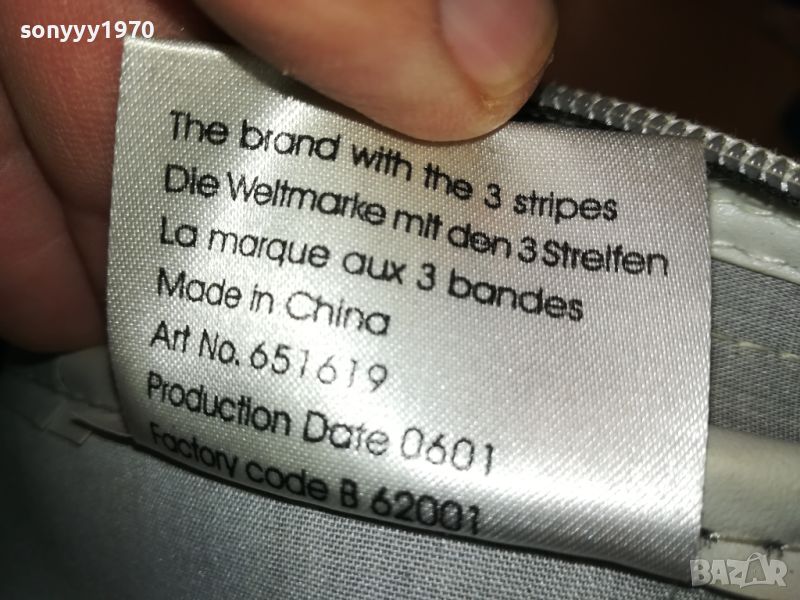 sonyyy1970
The brand with the 3 stripes
Die Weltmarke mit den 3 Streifen
La marque aux 3 bandes
Made in China
Art No. 651619
Production Date 0601
Factory code B 62001
BAZAR